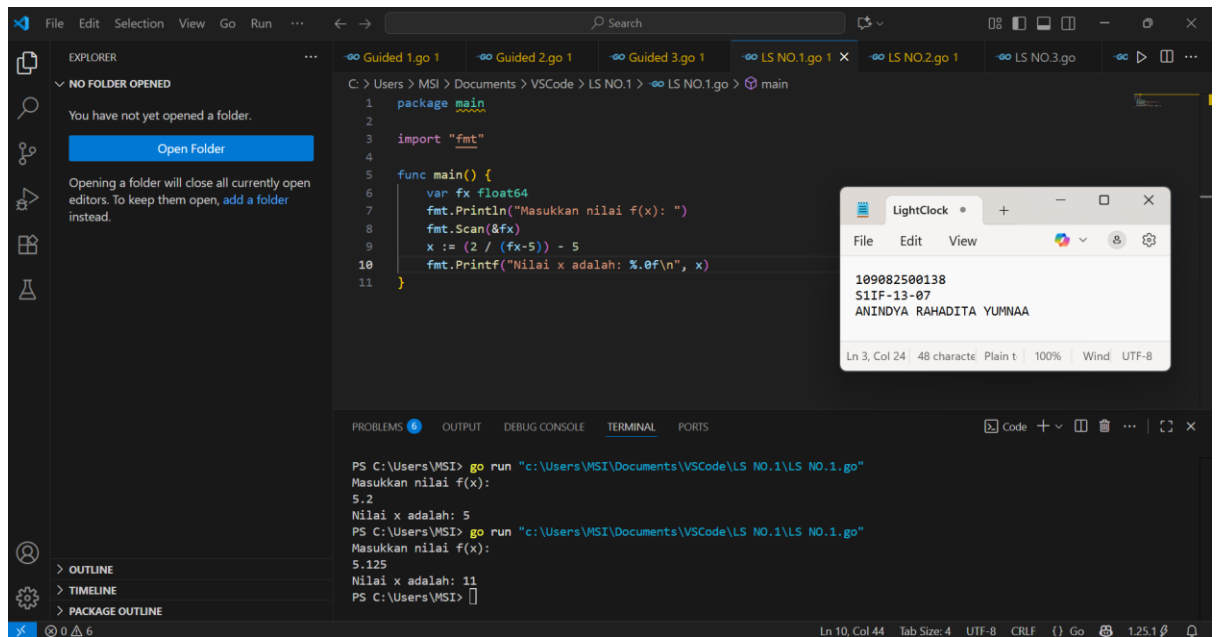 File Edit Selection View Go Run ··· Search
EXPLORER ···
NO FOLDER OPENED
You have not yet opened a folder.
Open Folder
Opening a folder will close all currently open
editors. To keep them open, add a folder
instead.
OUTLINE
TIMELINE
PACKAGE OUTLINE
Guided 1.go 1 Guided 2.go 1 Guided 3.go 1 LS NO.1.go 1 LS NO.2.go 1 LS NO.3.go ···
C: > Users > MSI > Documents > VSCode > LS NO.1 > LS NO.1.go > main
1 package main
2
3 import "fmt"
4
5 func main() {
6 var fx float64
7 fmt.Println("Masukkan nilai f(x): ")
8 fmt.Scan(&fx)
9 x := (2 / (fx-5)) - 5
10 fmt.Printf("Nilai x adalah: %.0f\n", x)
11 }
LightClock
File Edit View
109082500138
S1IF-13-07
ANINDYA RAHADITA YUMNAA
Ln 3, Col 24 48 characte Plain t 100% Wind UTF-8
PROBLEMS 6 OUTPUT DEBUG CONSOLE TERMINAL PORTS Code ···
PS C:\Users\MSI> go run "c:\Users\MSI\Documents\VSCode\LS NO.1\LS NO.1.go"
Masukkan nilai f(x):
5.2
Nilai x adalah: 5
PS C:\Users\MSI> go run "c:\Users\MSI\Documents\VSCode\LS NO.1\LS NO.1.go"
Masukkan nilai f(x):
5.125
Nilai x adalah: 11
PS C:\Users\MSI>
0 6 Ln 10, Col 44 Tab Size: 4 UTF-8 CRLF {} Go 1.25.1